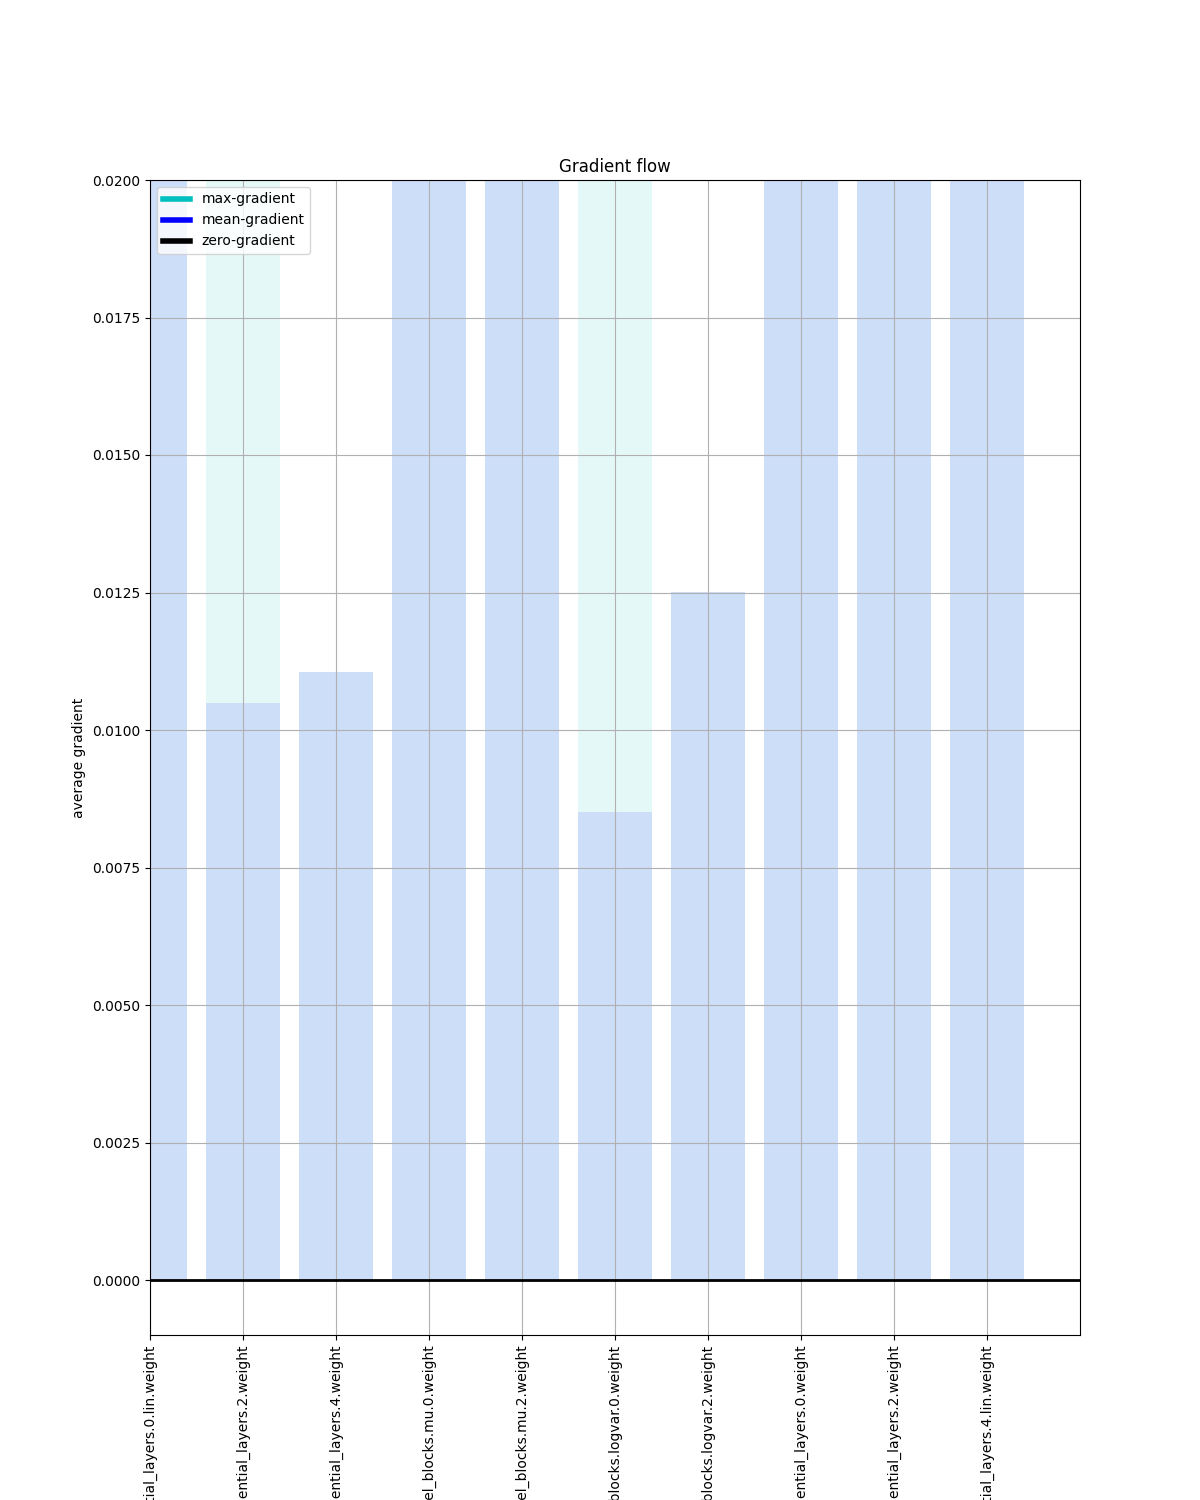 Gradient flow
max-gradient
mean-gradient
zero-gradient
0.0200
0.0175
0.0150
0.0125
0.0100
0.0075
0.0050
0.0025
0.0000
average gradient
tial_layers.0.lin.weight
ential_layers.2.weight
ential_layers.4.weight
el_blocks.mu.0.weight
el_blocks.mu.2.weight
blocks.logvar.0.weight
blocks.logvar.2.weight
ential_layers.0.weight
ential_layers.2.weight
tial_layers.4.lin.weight